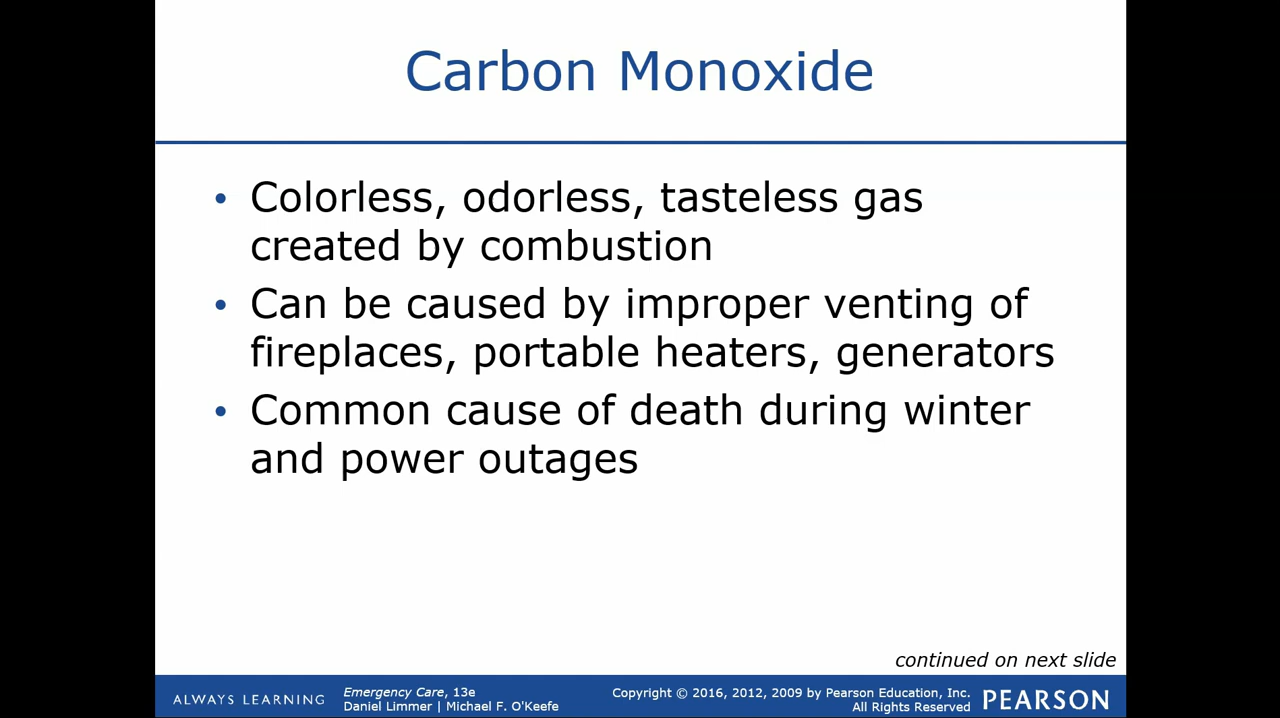 Carbon Monoxide
• Colorless, odorless, tasteless gas
created by combustion
• Can be caused by improper venting of
fireplaces, portable heaters, generators
• Common cause of death during winter
and power outages
continued on next slide
ALWAYS LEARNING
Emergency Care, 13e
Daniel Limmer | Michael F. O'Keefe
Copyright © 2016, 2012, 2009 by Pearson Education, Inc.
All Rights Reserved
PEARSON